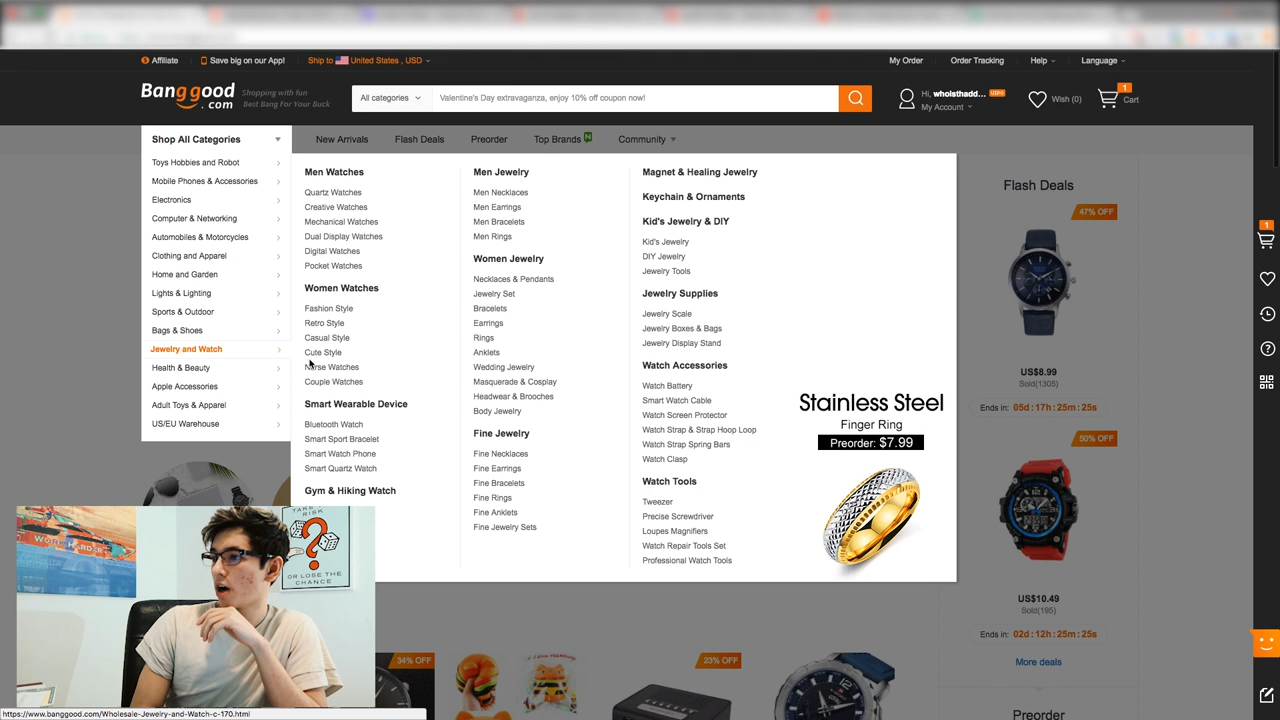 Affiliate
Save big on our App!
Ship to United States , USD
My Order
Order Tracking
Help
Language
Banggood
.com
Shopping with fun
Best Bang For Your Buck
All categories
Valentine's Day extravaganza, enjoy 10% off coupon now!
Hi, wholsthadd...
My Account
Wish (0)
1
Cart
Shop All Categories
New Arrivals
Flash Deals
Preorder
Top Brands
N
Community
Toys Hobbies and Robot
Mobile Phones & Accessories
Electronics
Computer & Networking
Automobiles & Motorcycles
Clothing and Apparel
Home and Garden
Lights & Lighting
Sports & Outdoor
Bags & Shoes
Jewelry and Watch
Health & Beauty
Apple Accessories
Adult Toys & Apparel
US/EU Warehouse
Men Watches
Quartz Watches
Creative Watches
Mechanical Watches
Dual Display Watches
Digital Watches
Pocket Watches
Women Watches
Fashion Style
Retro Style
Casual Style
Cute Style
Nurse Watches
Couple Watches
Smart Wearable Device
Bluetooth Watch
Smart Sport Bracelet
Smart Watch Phone
Smart Quartz Watch
Gym & Hiking Watch
Men Jewelry
Men Necklaces
Men Earrings
Men Bracelets
Men Rings
Women Jewelry
Necklaces & Pendants
Jewelry Set
Bracelets
Earrings
Rings
Anklets
Wedding Jewelry
Masquerade & Cosplay
Headwear & Brooches
Body Jewelry
Fine Jewelry
Fine Necklaces
Fine Earrings
Fine Bracelets
Fine Rings
Fine Anklets
Fine Jewelry Sets
Magnet & Healing Jewelry
Keychain & Ornaments
Kid's Jewelry & DIY
Kid's Jewelry
DIY Jewelry
Jewelry Tools
Jewelry Supplies
Jewelry Scale
Jewelry Boxes & Bags
Jewelry Display Stand
Watch Accessories
Watch Battery
Smart Watch Cable
Watch Screen Protector
Watch Strap & Strap Hoop Loop
Watch Strap Spring Bars
Watch Clasp
Watch Tools
Tweezer
Precise Screwdriver
Loupes Magnifiers
Watch Repair Tools Set
Professional Watch Tools
Stainless Steel
Finger Ring
Preorder: $7.99
Flash Deals
47% OFF
US$8.99
Sold(1305)
Ends in: 05d : 17h : 25m : 25s
50% OFF
US$10.49
Sold(195)
Ends in: 02d : 12h : 25m : 25s
More deals
Preorder
1
34% OFF
23% OFF
WORK HARDER
TAKE A
RISK
?
OR LOSE THE
CHANCE
https://www.banggood.com/Wholesale-Jewelry-and-Watch-c-170.html